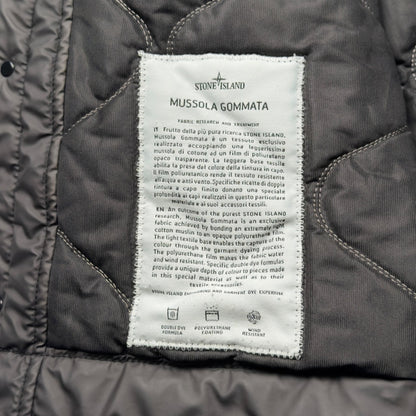 STONE ISLAND
MUSSOLA GOMMATA
FABRIC RESEARCH AND TREATMENT
IT Frutto della più pura ricerca STONE ISLAND,
Mussola Gommata è un tessuto esclusivo
realizzato accoppiando una leggerissima
mussola di cotone ad un film di poliuretano
opaco trasparente. La leggera base tessile
abilita la presa del colore della tintura in capo.
Il film poliuretanico rende il tessuto resistente
all'acqua e anti vento. Specifiche ricette di doppia
tintura a capo finito donano una speciale
profondità ai capi realizzati in questo particolare
materiale e ai suoi accessori tessili.
EN An outcome of the purest STONE ISLAND
research, Mussola Gommata is an exclusive
fabric achieved by bonding an extremely light
cotton muslin to an opaque polyurethane film.
The light textile base enables the capture of the
colour through the garment dyeing process.
The polyurethane film makes the fabric water
and wind resistant. Specific double dye formulas
provide a unique depth of colour to pieces made
in this special material as well as to their
textile accessories.
STONE ISLAND GARMENT DYE EXPERTISE
DOUBLE DYE
FORMULA
POLYURETHANE
COATING
WIND
RESISTANT